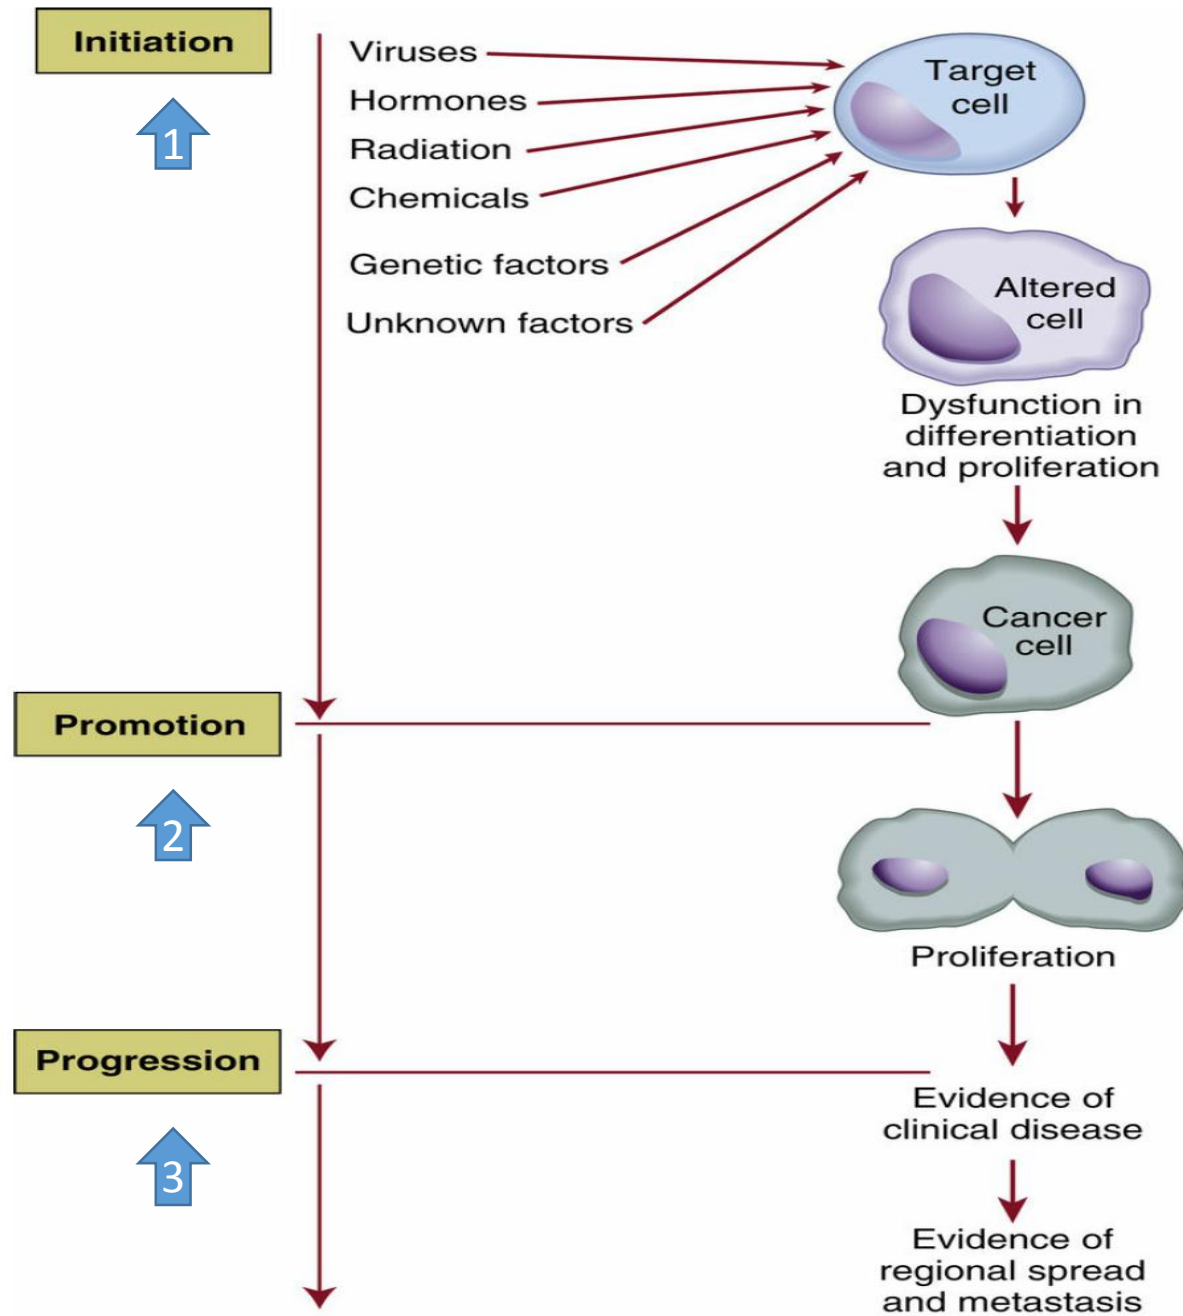 Initiation
1
Viruses
Hormones
Radiation
Chemicals
Genetic factors
Unknown factors
Target
cell
Altered
cell
Dysfunction in
differentiation
and proliferation
Cancer
cell
Promotion
2
Proliferation
Progression
3
Evidence of
clinical disease
Evidence of
regional spread
and metastasis